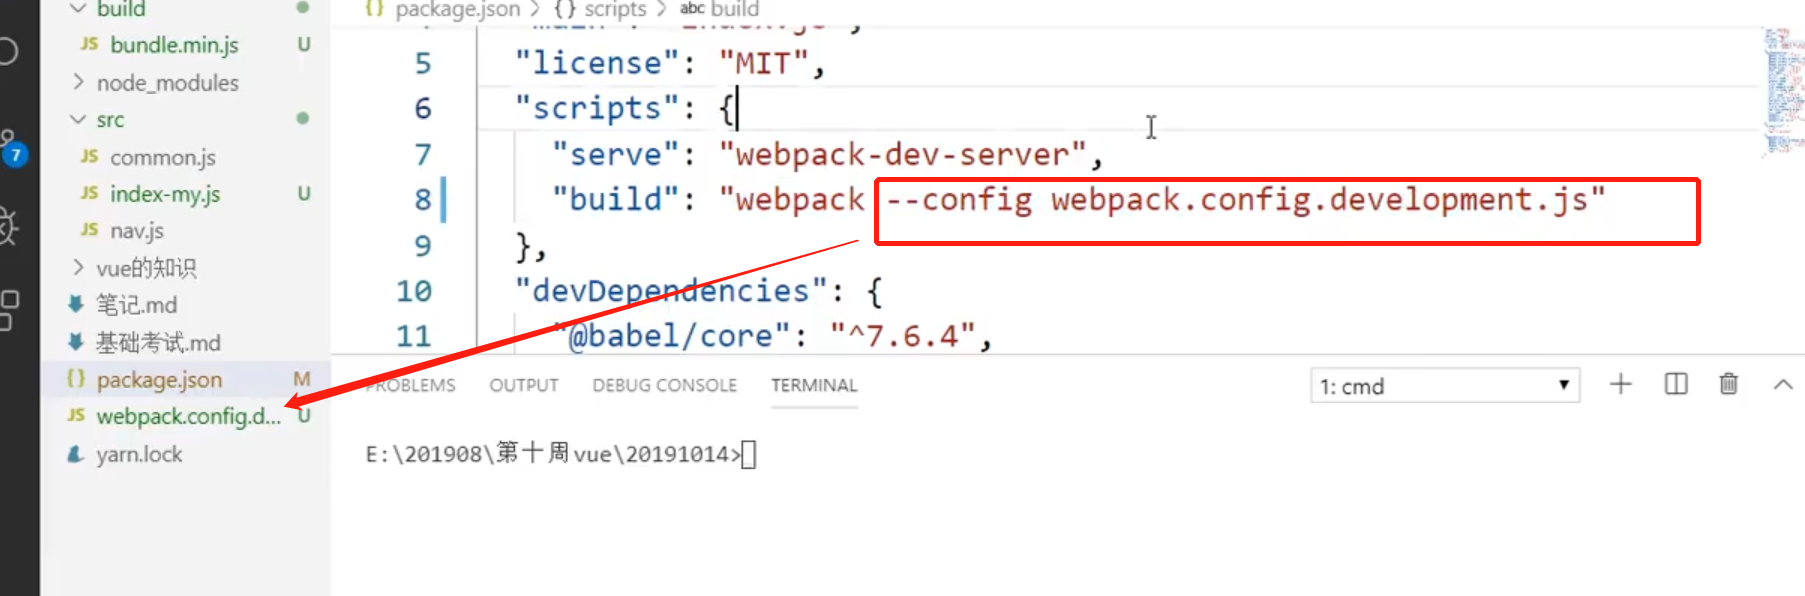 build
JS bundle.min.js U
node_modules
src
JS common.js
JS index-my.js U
JS nav.js
vue的知识
笔记.md
基础考试.md
{} package.json M
JS webpack.config.d... U
yarn.lock
7
{} package.json > {} scripts > abc build
5 "license": "MIT",
6 "scripts": {
7 "serve": "webpack-dev-server",
8 "build": "webpack --config webpack.config.development.js"
9 },
10 "devDependencies": {
11 "@babel/core": "^7.6.4",
PROBLEMS OUTPUT DEBUG CONSOLE TERMINAL 1: cmd
E:\201908\第十周vue\20191014>